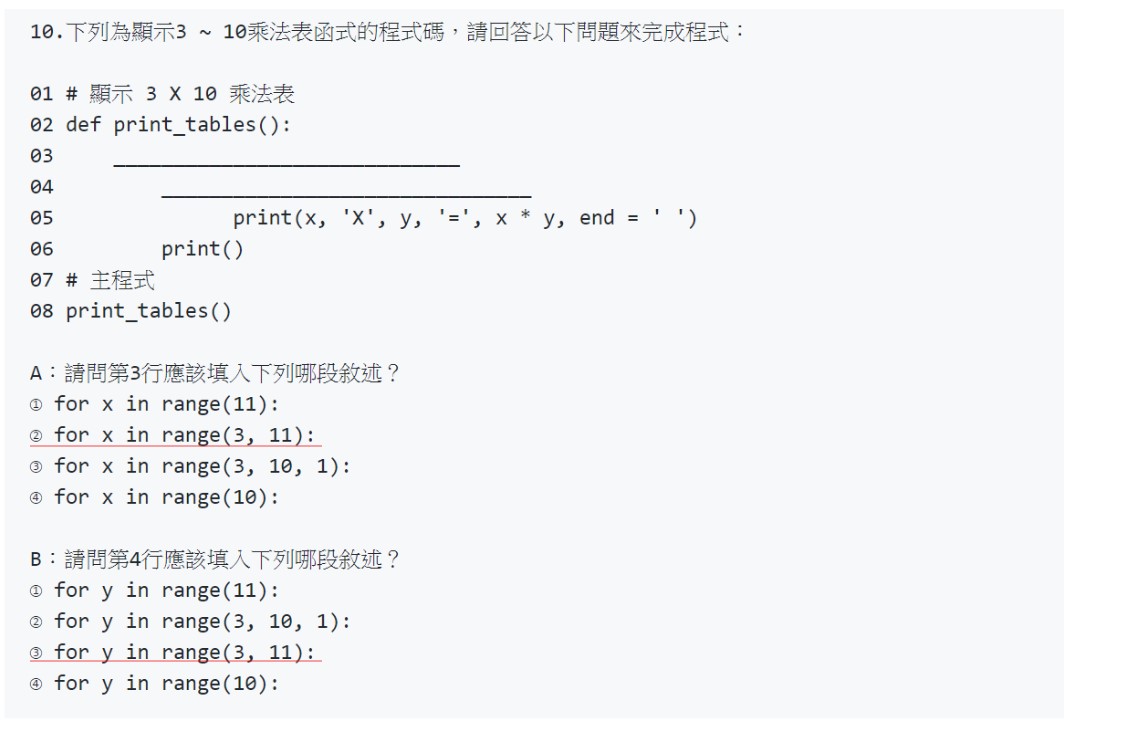 10.下列為顯示3 ~ 10乘法表函式的程式碼，請回答以下問題來完成程式：
01 # 顯示 3 X 10 乘法表
02 def print_tables():
03     _____________________________
04         _______________________________
05               print(x, 'X', y, '=', x * y, end = ' ')
06         print()
07 # 主程式
08 print_tables()
A：請問第3行應該填入下列哪段敘述？
① for x in range(11):
② for x in range(3, 11):
③ for x in range(3, 10, 1):
④ for x in range(10):
B：請問第4行應該填入下列哪段敘述？
① for y in range(11):
② for y in range(3, 10, 1):
③ for y in range(3, 11):
④ for y in range(10):